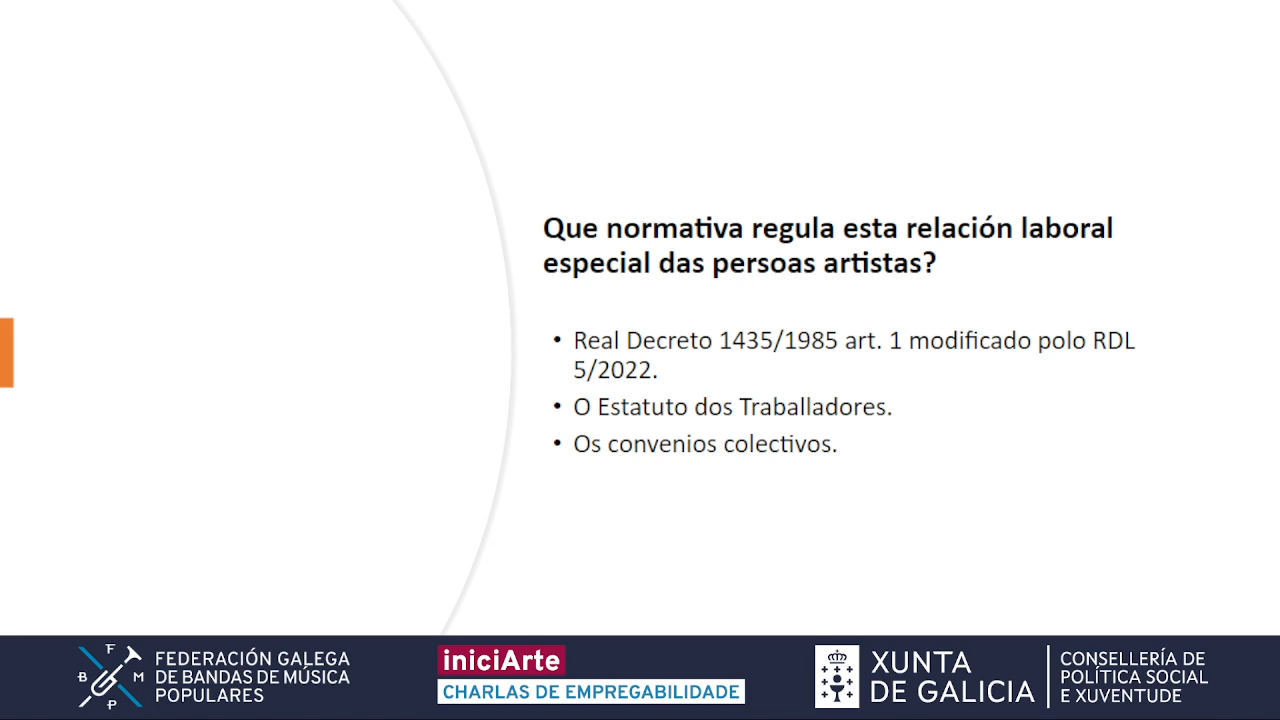 Que normativa regula esta relación laboral
especial das persoas artistas?
• Real Decreto 1435/1985 art. 1 modificado polo RDL
5/2022.
• O Estatuto dos Traballadores.
• Os convenios colectivos.
F
B M
P
FEDERACIÓN GALEGA
DE BANDAS DE MÚSICA
POPULARES
iniciArte
CHARLAS DE EMPREGABILIDADE
XUNTA
DE GALICIA
CONSELLERÍA DE
POLÍTICA SOCIAL
E XUVENTUDE